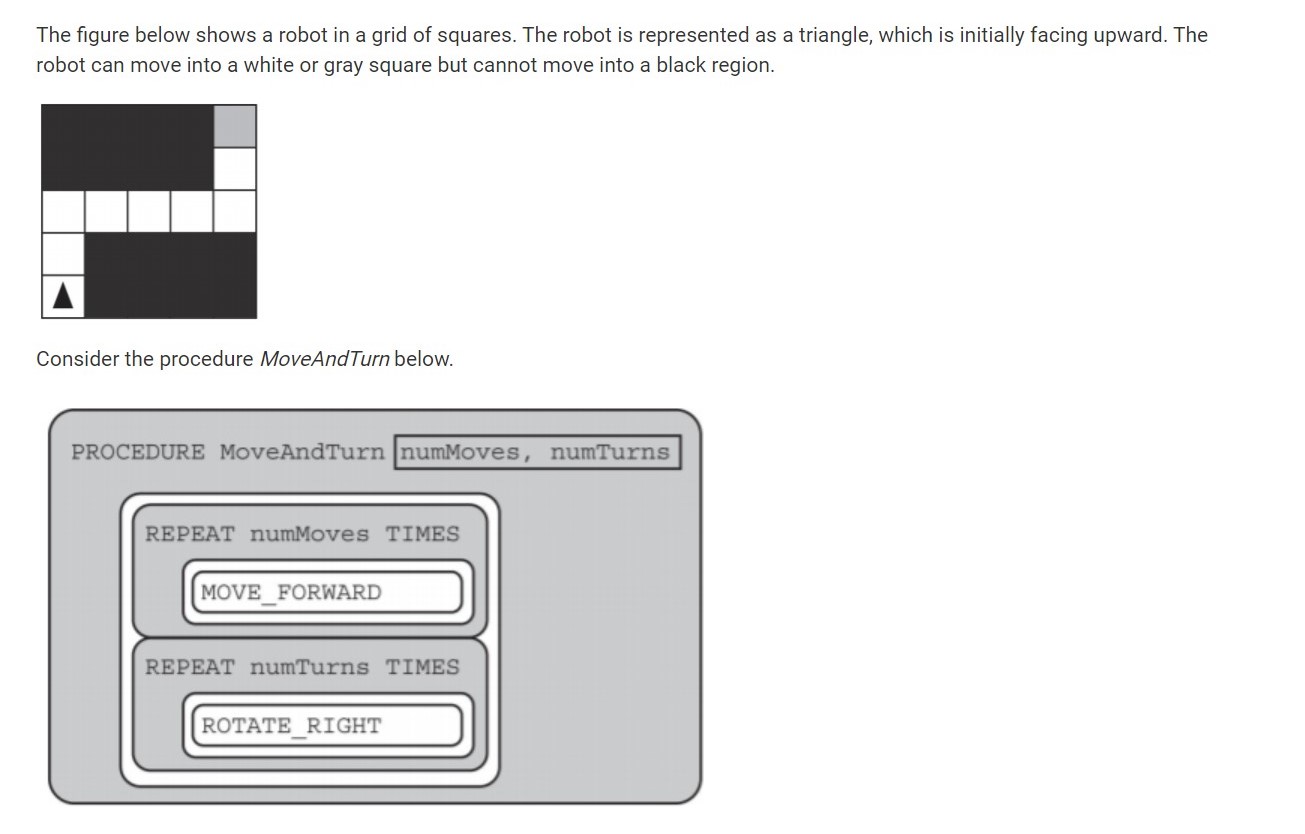 The figure below shows a robot in a grid of squares. The robot is represented as a triangle, which is initially facing upward. The
robot can move into a white or gray square but cannot move into a black region.
Consider the procedure MoveAndTurn below.
PROCEDURE MoveAndTurn numMoves, numTurns
REPEAT numMoves TIMES
MOVE_FORWARD
REPEAT numTurns TIMES
ROTATE_RIGHT